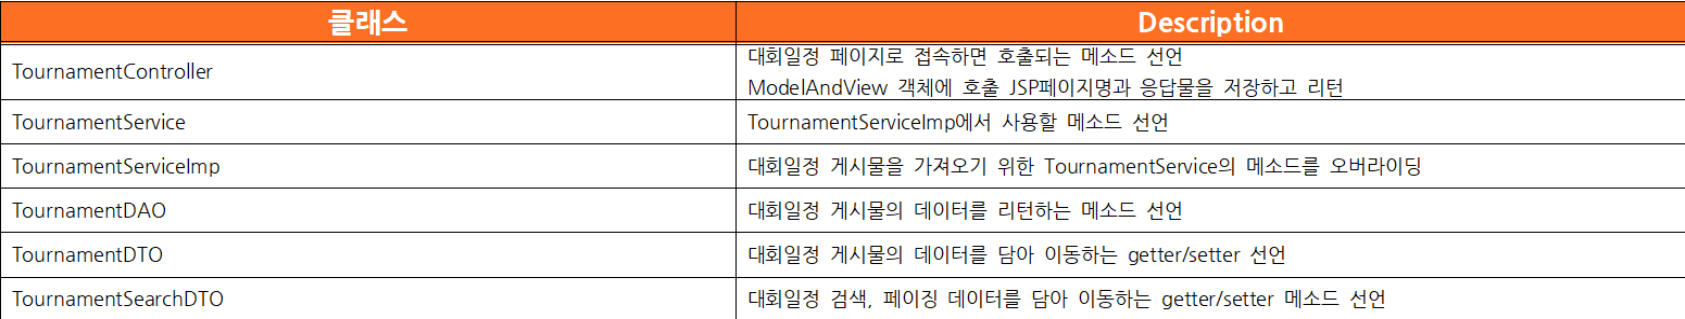 클래스
Description
TournamentController
대회일정 페이지로 접속하면 호출되는 메소드 선언
ModelAndView 객체에 호출 JSP페이지명과 응답물을 저장하고 리턴
TournamentService
TournamentServiceImp에서 사용할 메소드 선언
TournamentServiceImp
대회일정 게시물을 가져오기 위한 TournamentService의 메소드를 오버라이딩
TournamentDAO
대회일정 게시물의 데이터를 리턴하는 메소드 선언
TournamentDTO
대회일정 게시물의 데이터를 담아 이동하는 getter/setter 선언
TournamentSearchDTO
대회일정 검색, 페이징 데이터를 담아 이동하는 getter/setter 메소드 선언